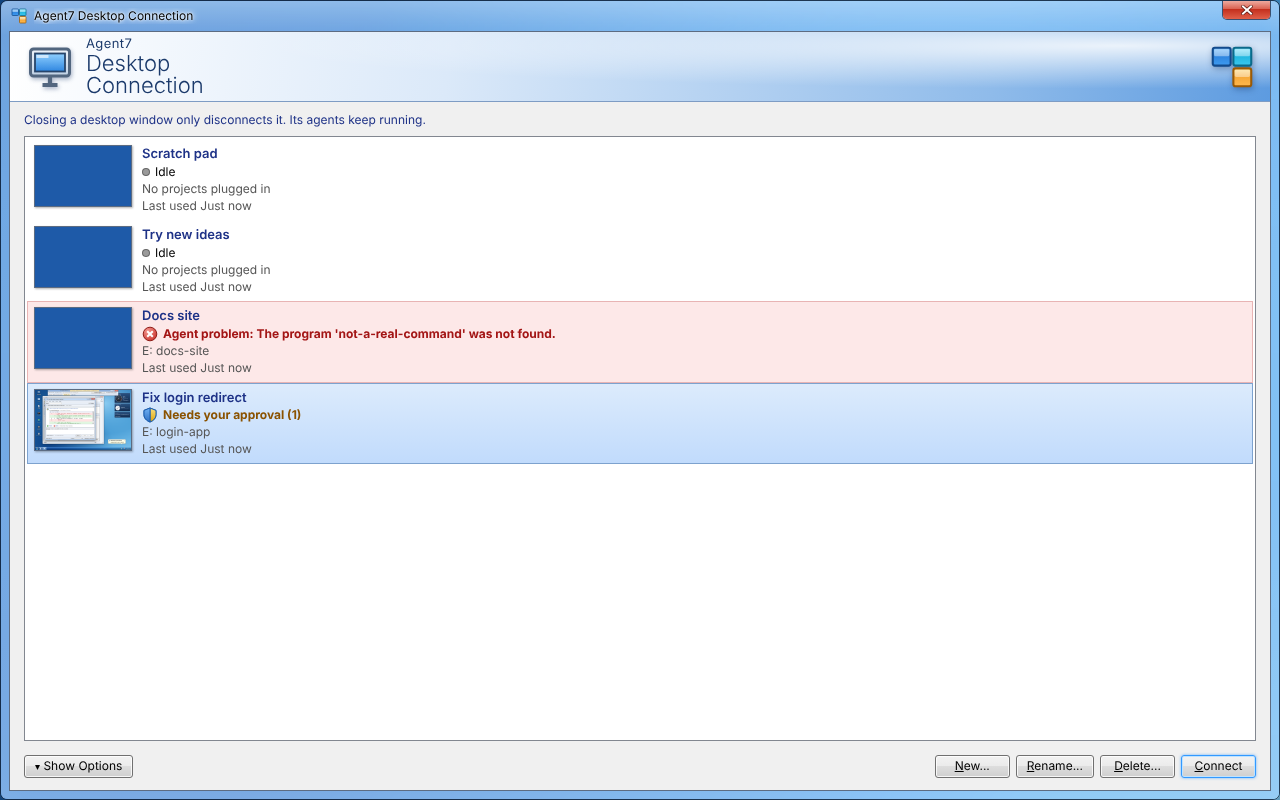 Agent7 Desktop Connection
Agent7
Desktop
Connection
Closing a desktop window only disconnects it. Its agents keep running.
Scratch pad
Idle
No projects plugged in
Last used Just now
Try new ideas
Idle
No projects plugged in
Last used Just now
Docs site
Agent problem: The program 'not-a-real-command' was not found.
E: docs-site
Last used Just now
Fix login redirect
Needs your approval (1)
E: login-app
Last used Just now
▾ Show Options
New...
Rename...
Delete...
Connect